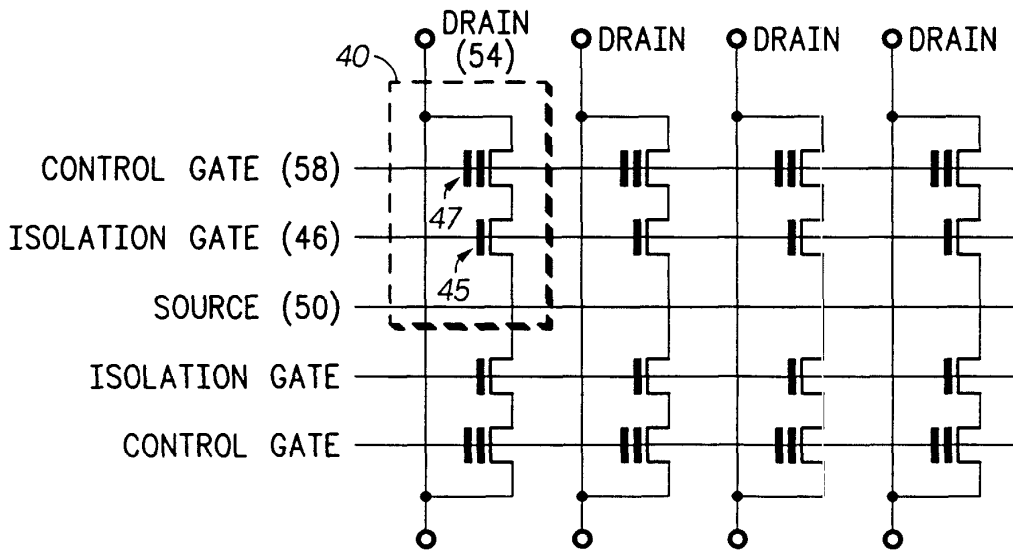 DRAIN
(54)
DRAIN
DRAIN
DRAIN
40
CONTROL GATE (58)
47
ISOLATION GATE (46)
45
SOURCE (50)
ISOLATION GATE
CONTROL GATE